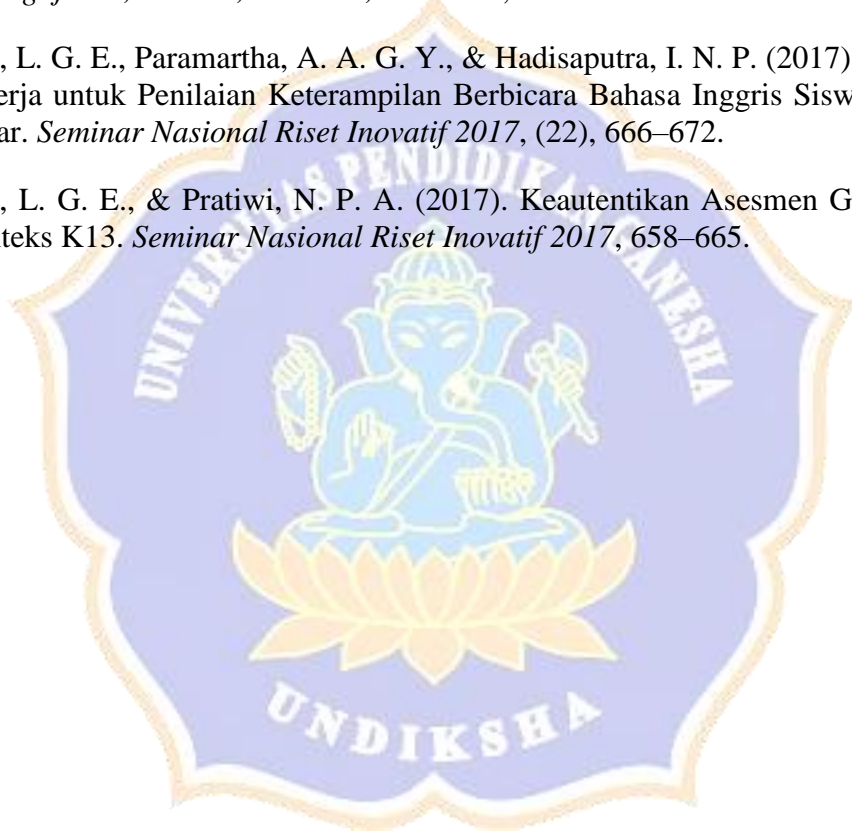 , L. G. E., Paramartha, A. A. G. Y., & Hadisaputra, I. N. P. (2017)
erja untuk Penilaian Keterampilan Berbicara Bahasa Inggris Sisw
ar. Seminar Nasional Riset Inovatif 2017, (22), 666–672.
, L. G. E., & Pratiwi, N. P. A. (2017). Keautentikan Asesmen G
teks K13. Seminar Nasional Riset Inovatif 2017, 658–665.
UNIVERSITAS PENDIDIKAN GANESHA
UNDIKSHA